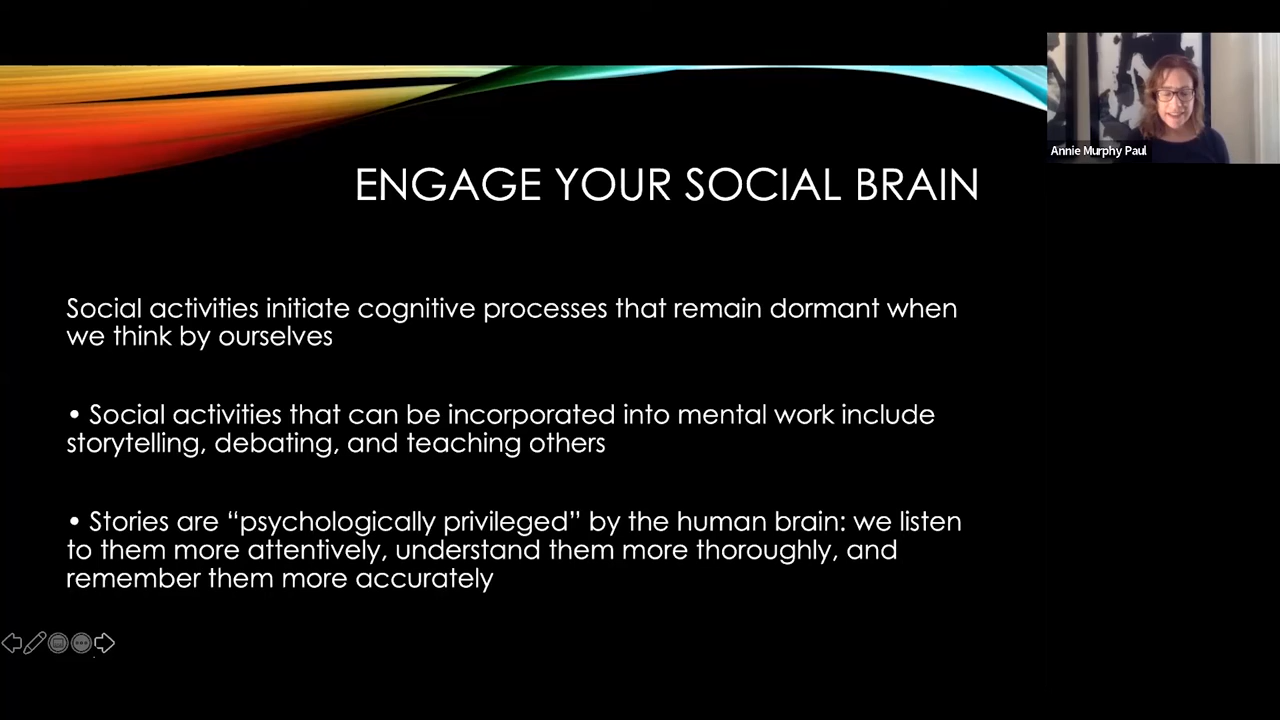 Annie Murphy Paul
ENGAGE YOUR SOCIAL BRAIN
Social activities initiate cognitive processes that remain dormant when
we think by ourselves
• Social activities that can be incorporated into mental work include
storytelling, debating, and teaching others
• Stories are “psychologically privileged” by the human brain: we listen
to them more attentively, understand them more thoroughly, and
remember them more accurately